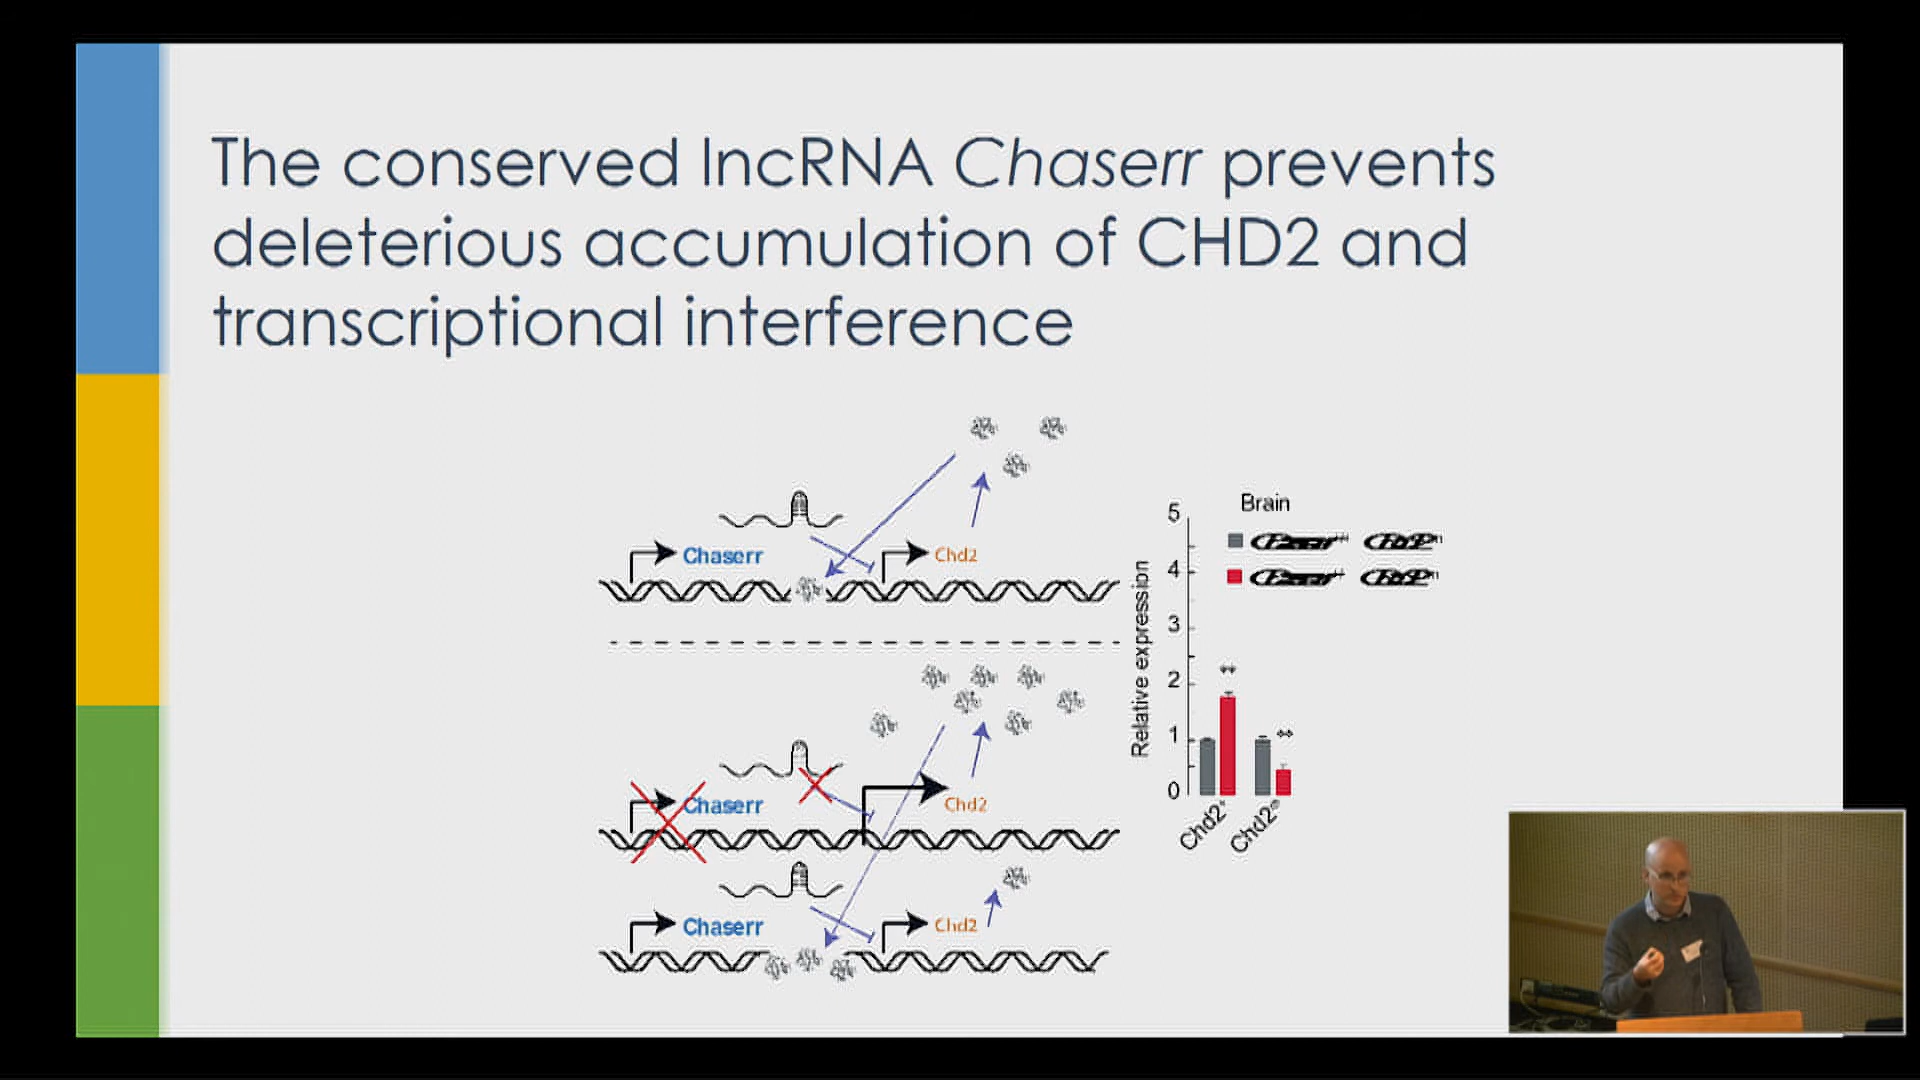 The conserved lncRNA Chaserr prevents
deleterious accumulation of CHD2 and
transcriptional interference
Chaserr
Chd2
Chaserr
Chd2
Chaserr
Chd2
Brain
Relative expression
5
4
3
2
1
0
**
**